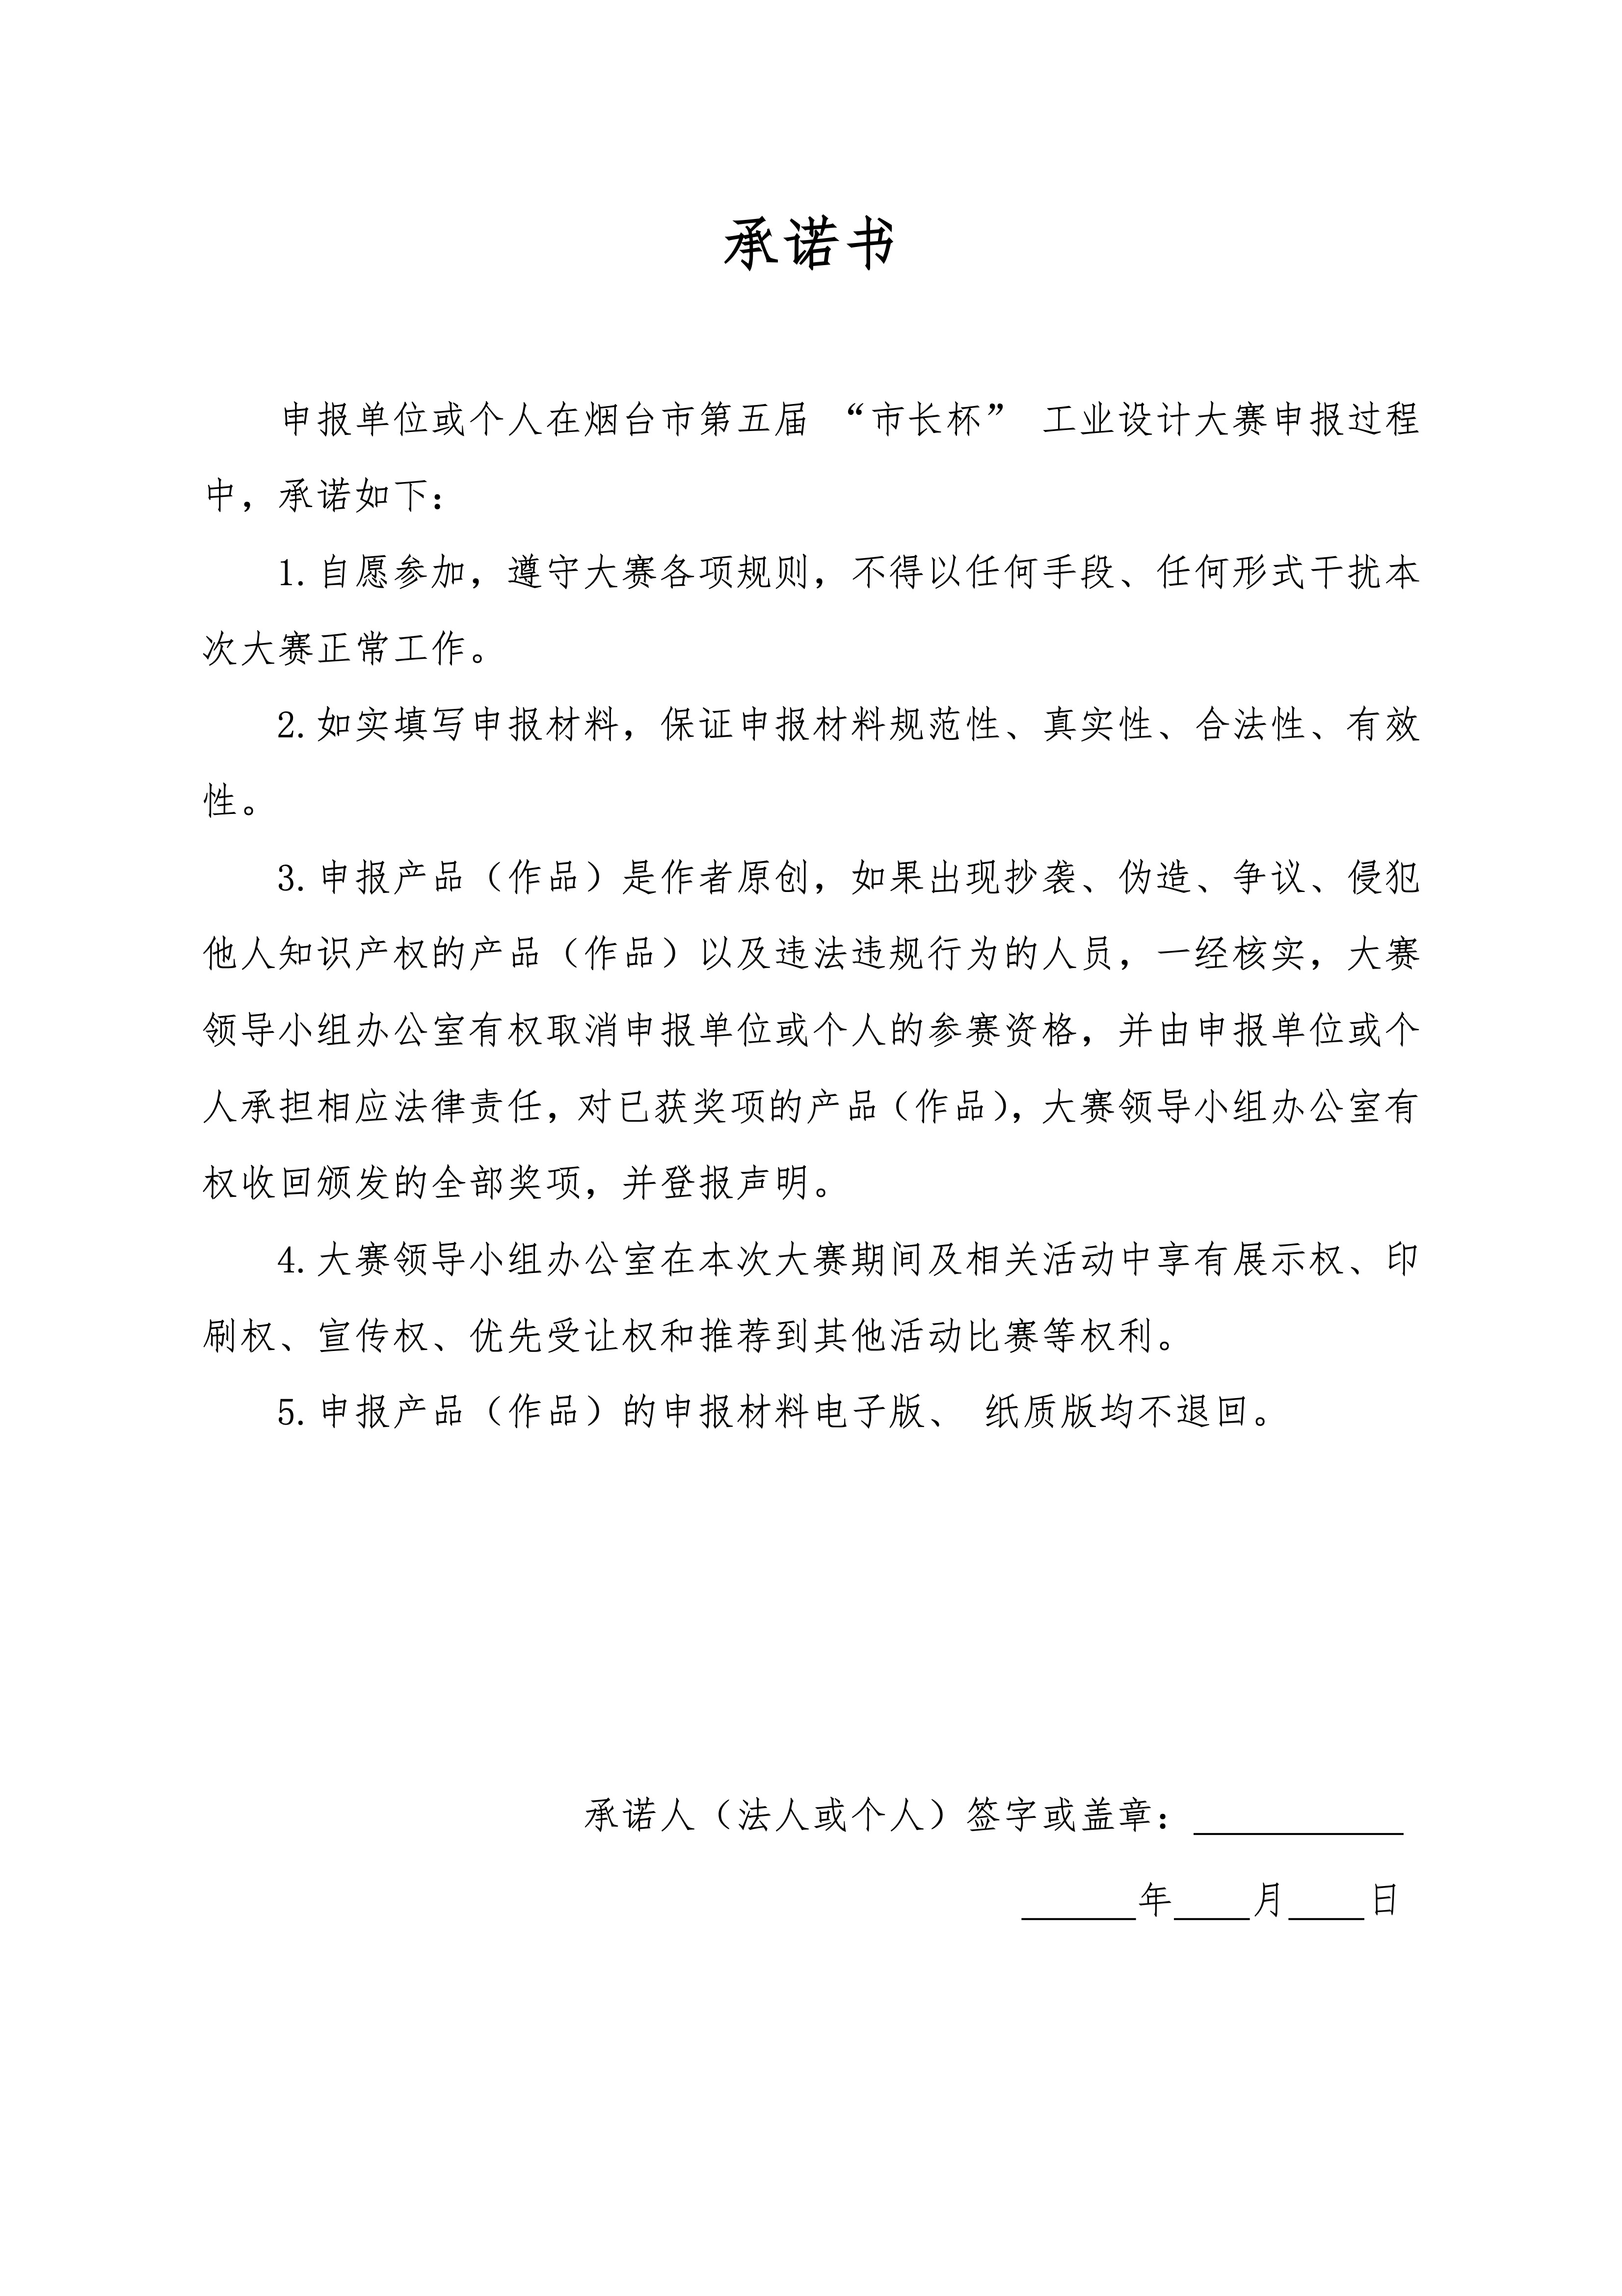 承诺书
申报单位或个人在烟台市第五届 “市长杯” 工业设计大赛申报过程
中，承诺如下：
1.自愿参加，遵守大赛各项规则，不得以任何手段、任何形式干扰本
次大赛正常工作。
2.如实填写申报材料，保证申报材料规范性、真实性、合法性、有效
性。
3.申报产品（作品）是作者原创，如果出现抄袭、伪造、争议、侵犯
他人知识产权的产品（作品）以及违法违规行为的人员，一经核实，大赛
领导小组办公室有权取消申报单位或个人的参赛资格，并由申报单位或个
人承担相应法律责任，对已获奖项的产品（作品），大赛领导小组办公室有
权收回颁发的全部奖项，并登报声明。
4.大赛领导小组办公室在本次大赛期间及相关活动中享有展示权、印
刷权、宣传权、优先受让权和推荐到其他活动比赛等权利。
5.申报产品（作品）的申报材料电子版、 纸质版均不退回。
承诺人（法人或个人）签字或盖章：___________
______年____月____日